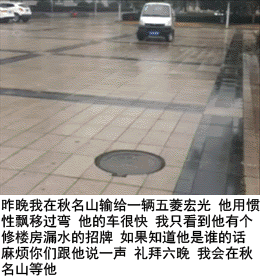 昨晚我在秋名山输给一辆五菱宏光 他用惯
性飘移过弯 他的车很快 我只看到他有个
修楼房漏水的招牌 如果知道他是谁的话
麻烦你们跟他说一声 礼拜六晚 我会在秋
名山等他